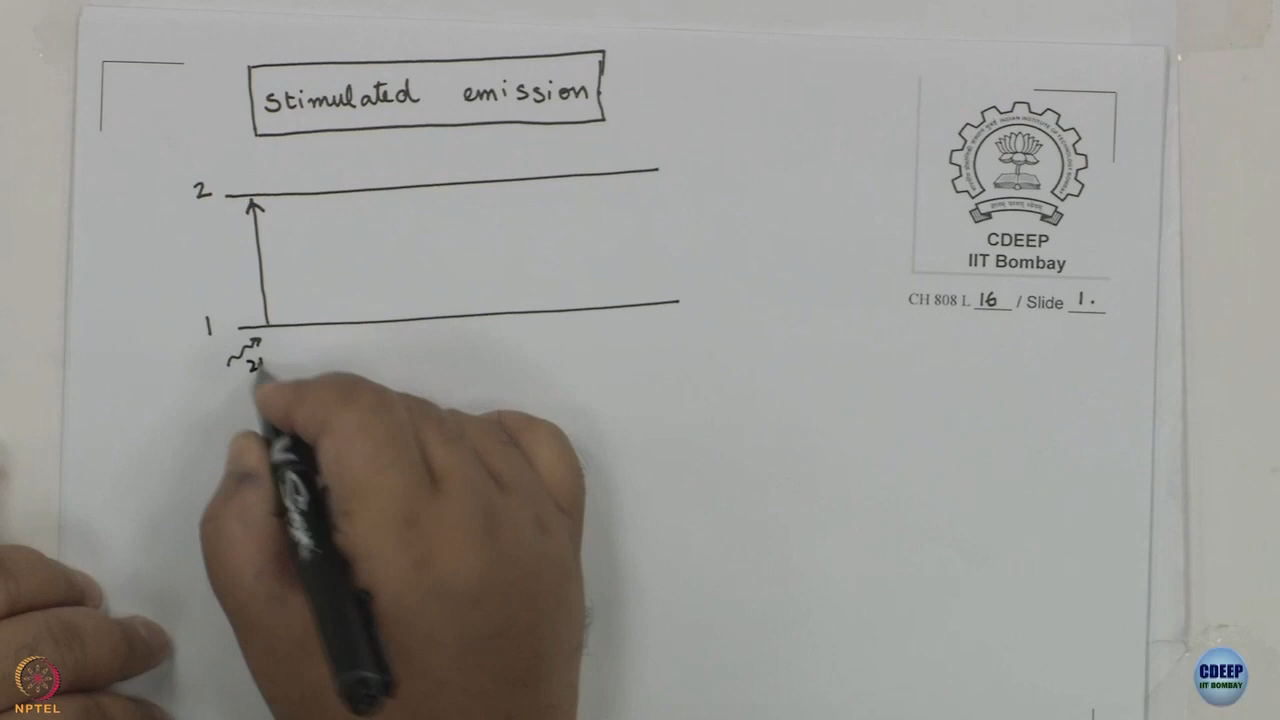 Stimulated emission
2
1
CDEEP
IIT Bombay
CH 808 L 16 / Slide 1.
NPTEL
CDEEP
IIT BOMBAY